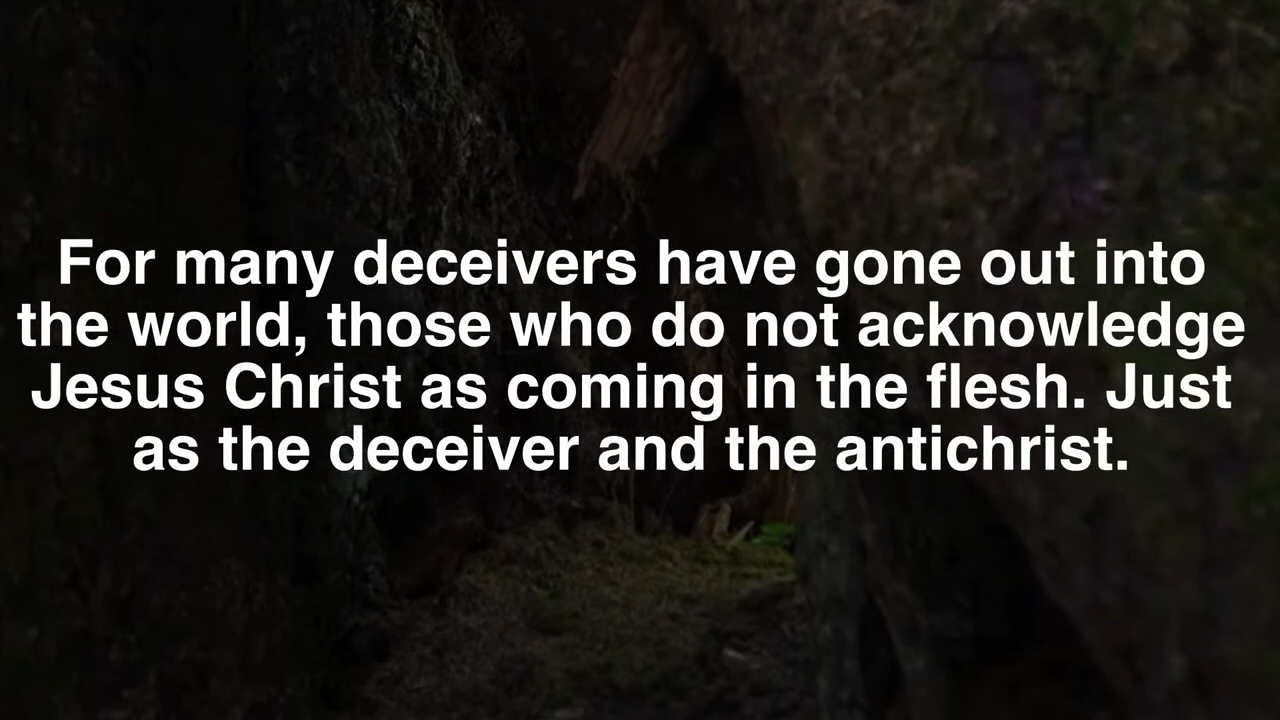 For many deceivers have gone out into
the world, those who do not acknowledge
Jesus Christ as coming in the flesh. Just
as the deceiver and the antichrist.